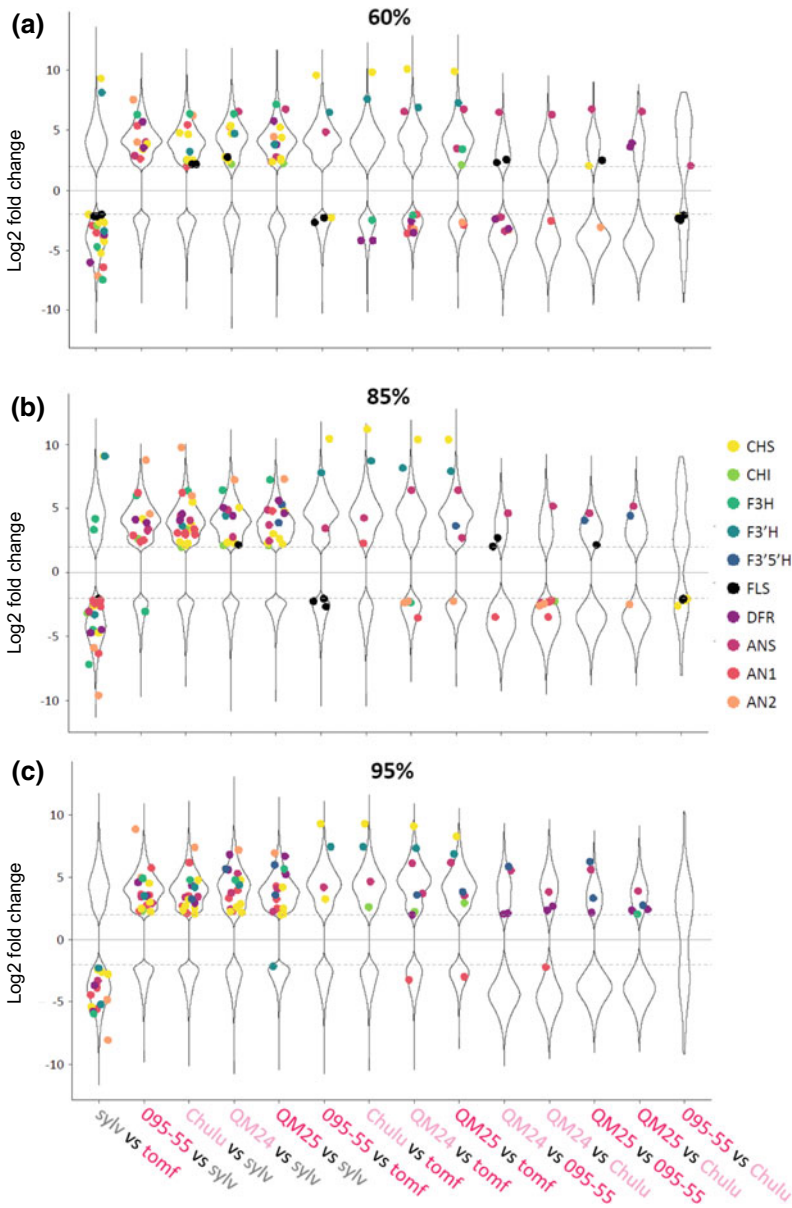 (a)
60%
Log2 fold change
10
5
0
-5
-10
(b)
85%
Log2 fold change
10
5
0
-5
-10
CHS
CHI
F3H
F3'H
F3'5'H
FLS
DFR
ANS
AN1
AN2
(c)
95%
Log2 fold change
10
5
0
-5
-10
sylv vs tomf
095-55 vs sylv
Chulu vs sylv
QM24 vs sylv
QM25 vs sylv
095-55 vs tomf
Chulu vs tomf
QM24 vs tomf
QM25 vs tomf
QM24 vs 095-55
QM24 vs Chulu
QM25 vs 095-55
QM25 vs Chulu
095-55 vs Chulu